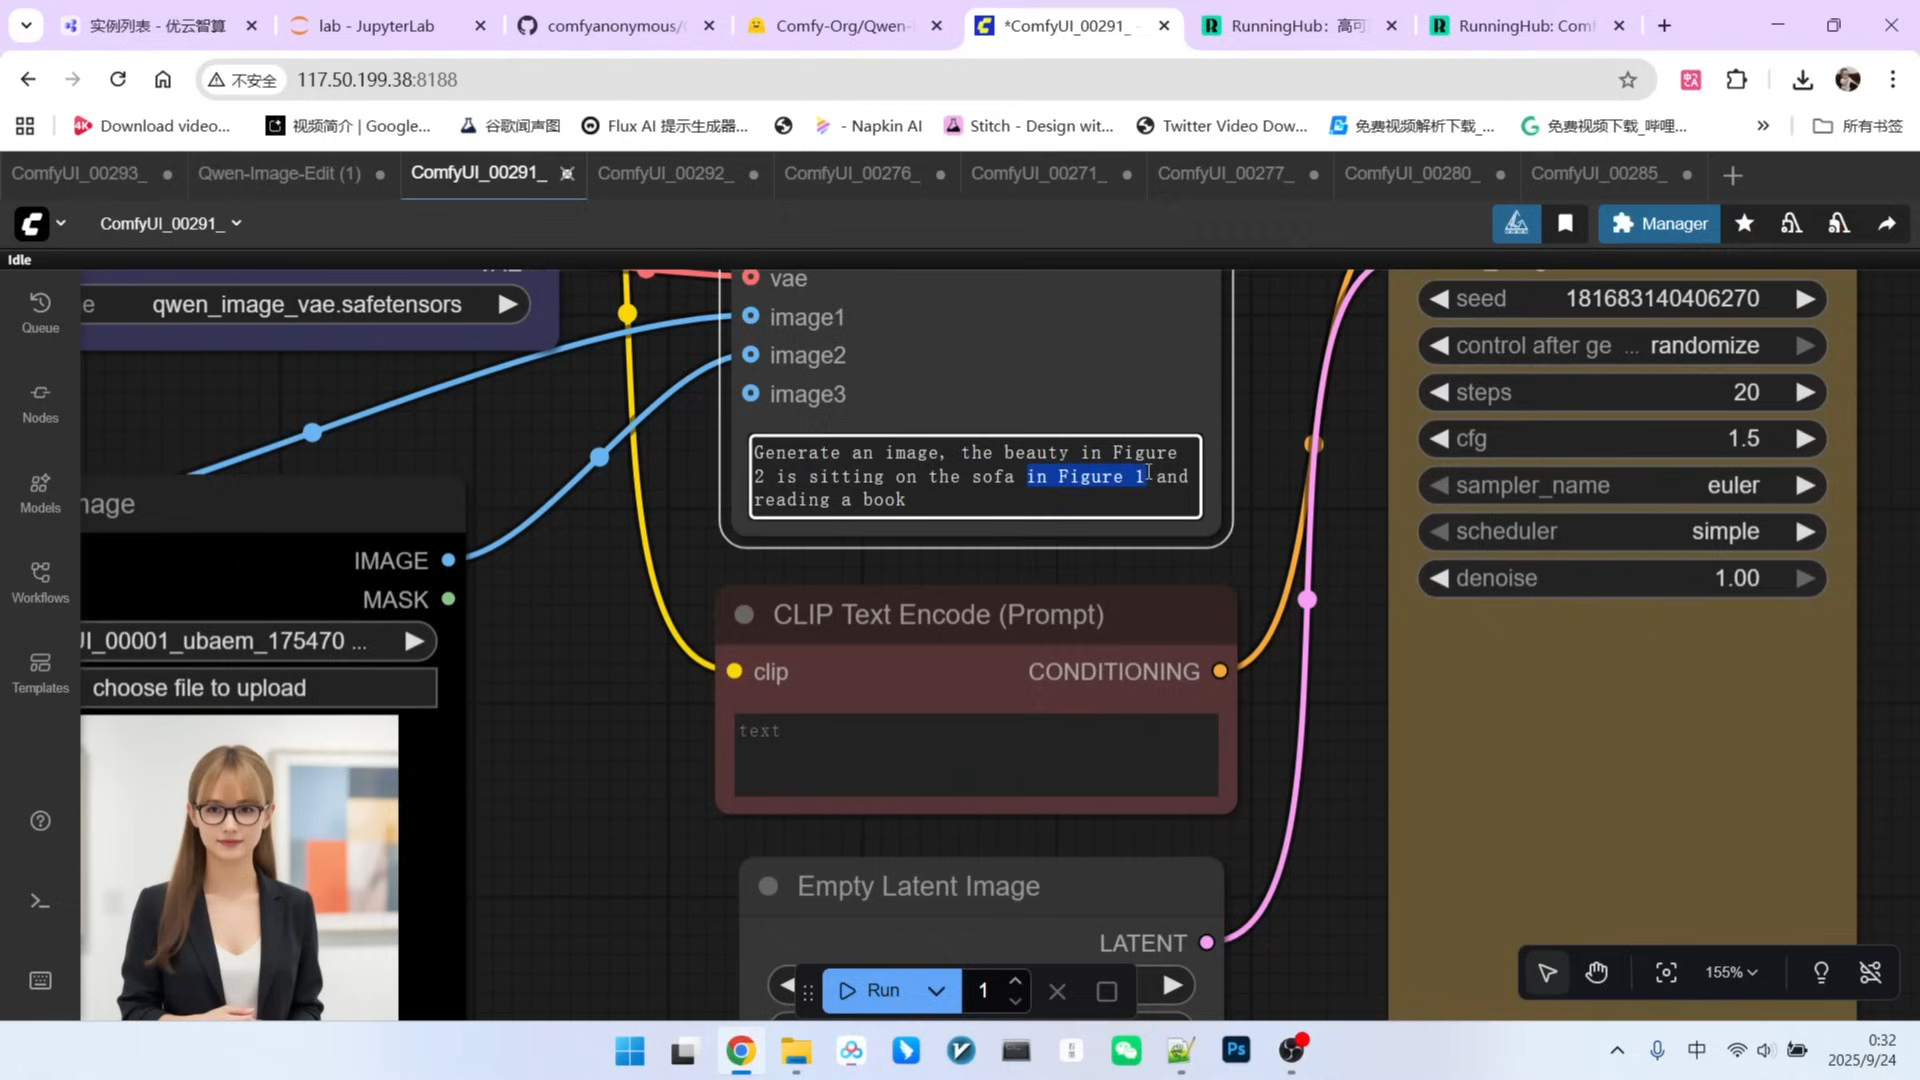 实例列表 - 优云智算
lab - JupyterLab
comfyanonymous/
Comfy-Org/Qwen-
*ComfyUI_00291_ -
RunningHub: 高可
RunningHub: Comf
不安全
117.50.199.38:8188
Download video...
视频简介 | Google...
谷歌闻声图
Flux AI 提示生成器...
- Napkin AI
Stitch - Design wit...
Twitter Video Dow...
免费视频解析下载_...
免费视频下载_哔哩...
所有书签
ComfyUI_00293_
Qwen-Image-Edit (1)
ComfyUI_00291_
ComfyUI_00292_
ComfyUI_00276_
ComfyUI_00271_
ComfyUI_00277_
ComfyUI_00280_
ComfyUI_00285_
ComfyUI_00291_
Manager
Idle
Queue
Nodes
Models
Workflows
Templates
e qwen_image_vae.safetensors
vae
image1
image2
image3
Generate an image, the beauty in Figure
2 is sitting on the sofa in Figure 1 and
reading a book
mage
IMAGE
MASK
UI_00001_ubaem_175470 ...
choose file to upload
CLIP Text Encode (Prompt)
clip
CONDITIONING
text
Empty Latent Image
LATENT
seed 181683140406270
control after ge ... randomize
steps 20
cfg 1.5
sampler_name euler
scheduler simple
denoise 1.00
Run
1
155%
Ps
中
0:32
2025/9/24